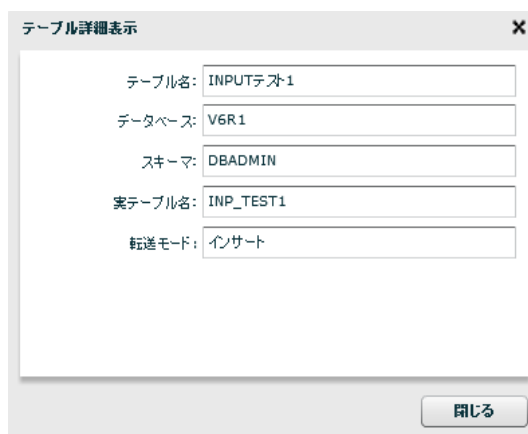 テーブル詳細表示
テーブル名: INPUTテスト1
データベース: V6R1
スキーマ: DBADMIN
実テーブル名: INP_TEST1
転送モード: インサート
閉じる